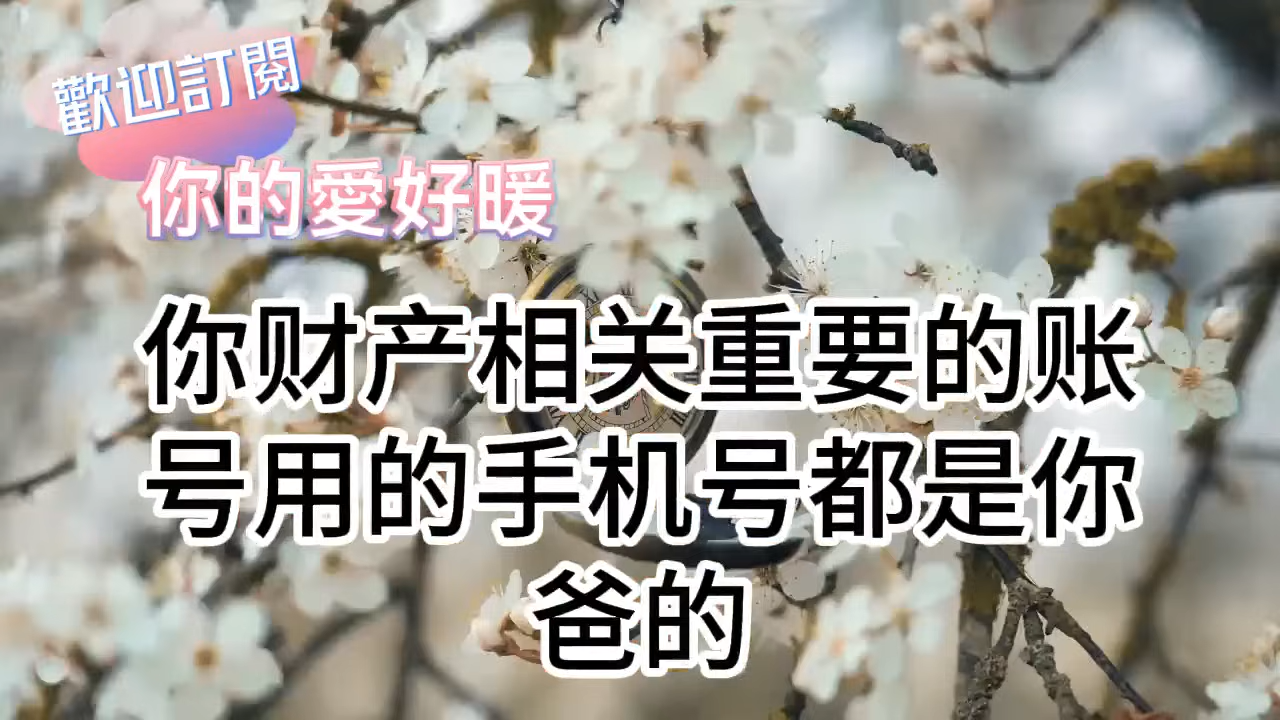 歡迎訂閱
你的愛好暖
你财产相关重要的账
号用的手机号都是你
爸的